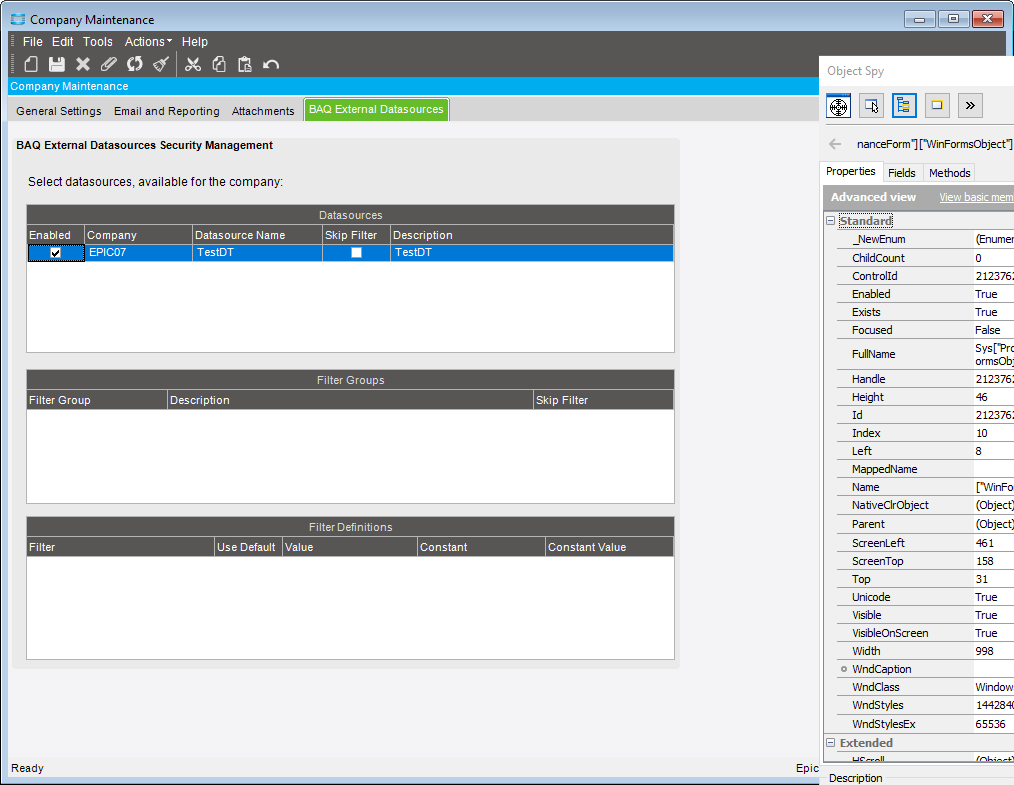 Company Maintenance
File Edit Tools Actions Help
Company Maintenance
General Settings Email and Reporting Attachments BAQ External Datasources
BAQ External Datasources Security Management
Select datasources, available for the company:
Datasources
Enabled Company Datasource Name Skip Filter Description
EPIC07 TestDT TestDT
Filter Groups
Filter Group Description Skip Filter
Filter Definitions
Filter Use Default Value Constant Constant Value
Ready Epic
Object Spy
»
nanceForm"]["WinFormsObject"]
Properties Fields Methods
Advanced view View basic mem
Standard
_NewEnum (Enumer
ChildCount 0
ControlId 2123762
Enabled True
Exists True
Focused False
FullName Sys["Pro
ormsObj
Handle 2123762
Height 46
Id 2123762
Index 10
Left 8
MappedName
Name ["WinFo
NativeClrObject (Object)
Parent (Object)
ScreenLeft 461
ScreenTop 158
Top 31
Unicode True
Visible True
VisibleOnScreen True
Width 998
WndCaption
WndClass Window
WndStyles 1442840
WndStylesEx 65536
Extended
HScroll (Object)
Description